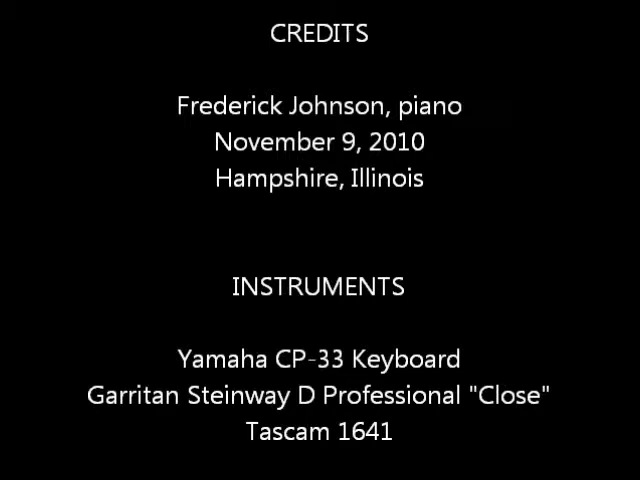 CREDITS
Frederick Johnson, piano
November 9, 2010
Hampshire, Illinois
INSTRUMENTS
Yamaha CP-33 Keyboard
Garritan Steinway D Professional "Close"
Tascam 1641